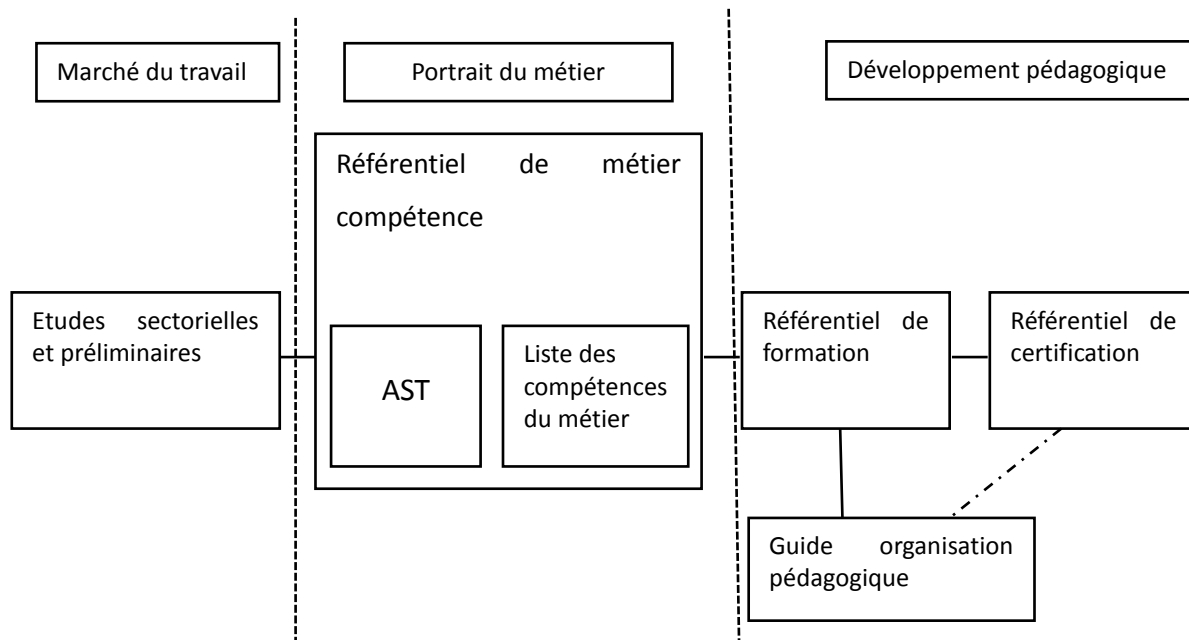 Marché du travail
Portrait du métier
Développement pédagogique
Référentiel de métier
compétence
Etudes sectorielles
et préliminaires
AST
Liste des
compétences
du métier
Référentiel de
formation
Référentiel de
certification
Guide organisation
pédagogique